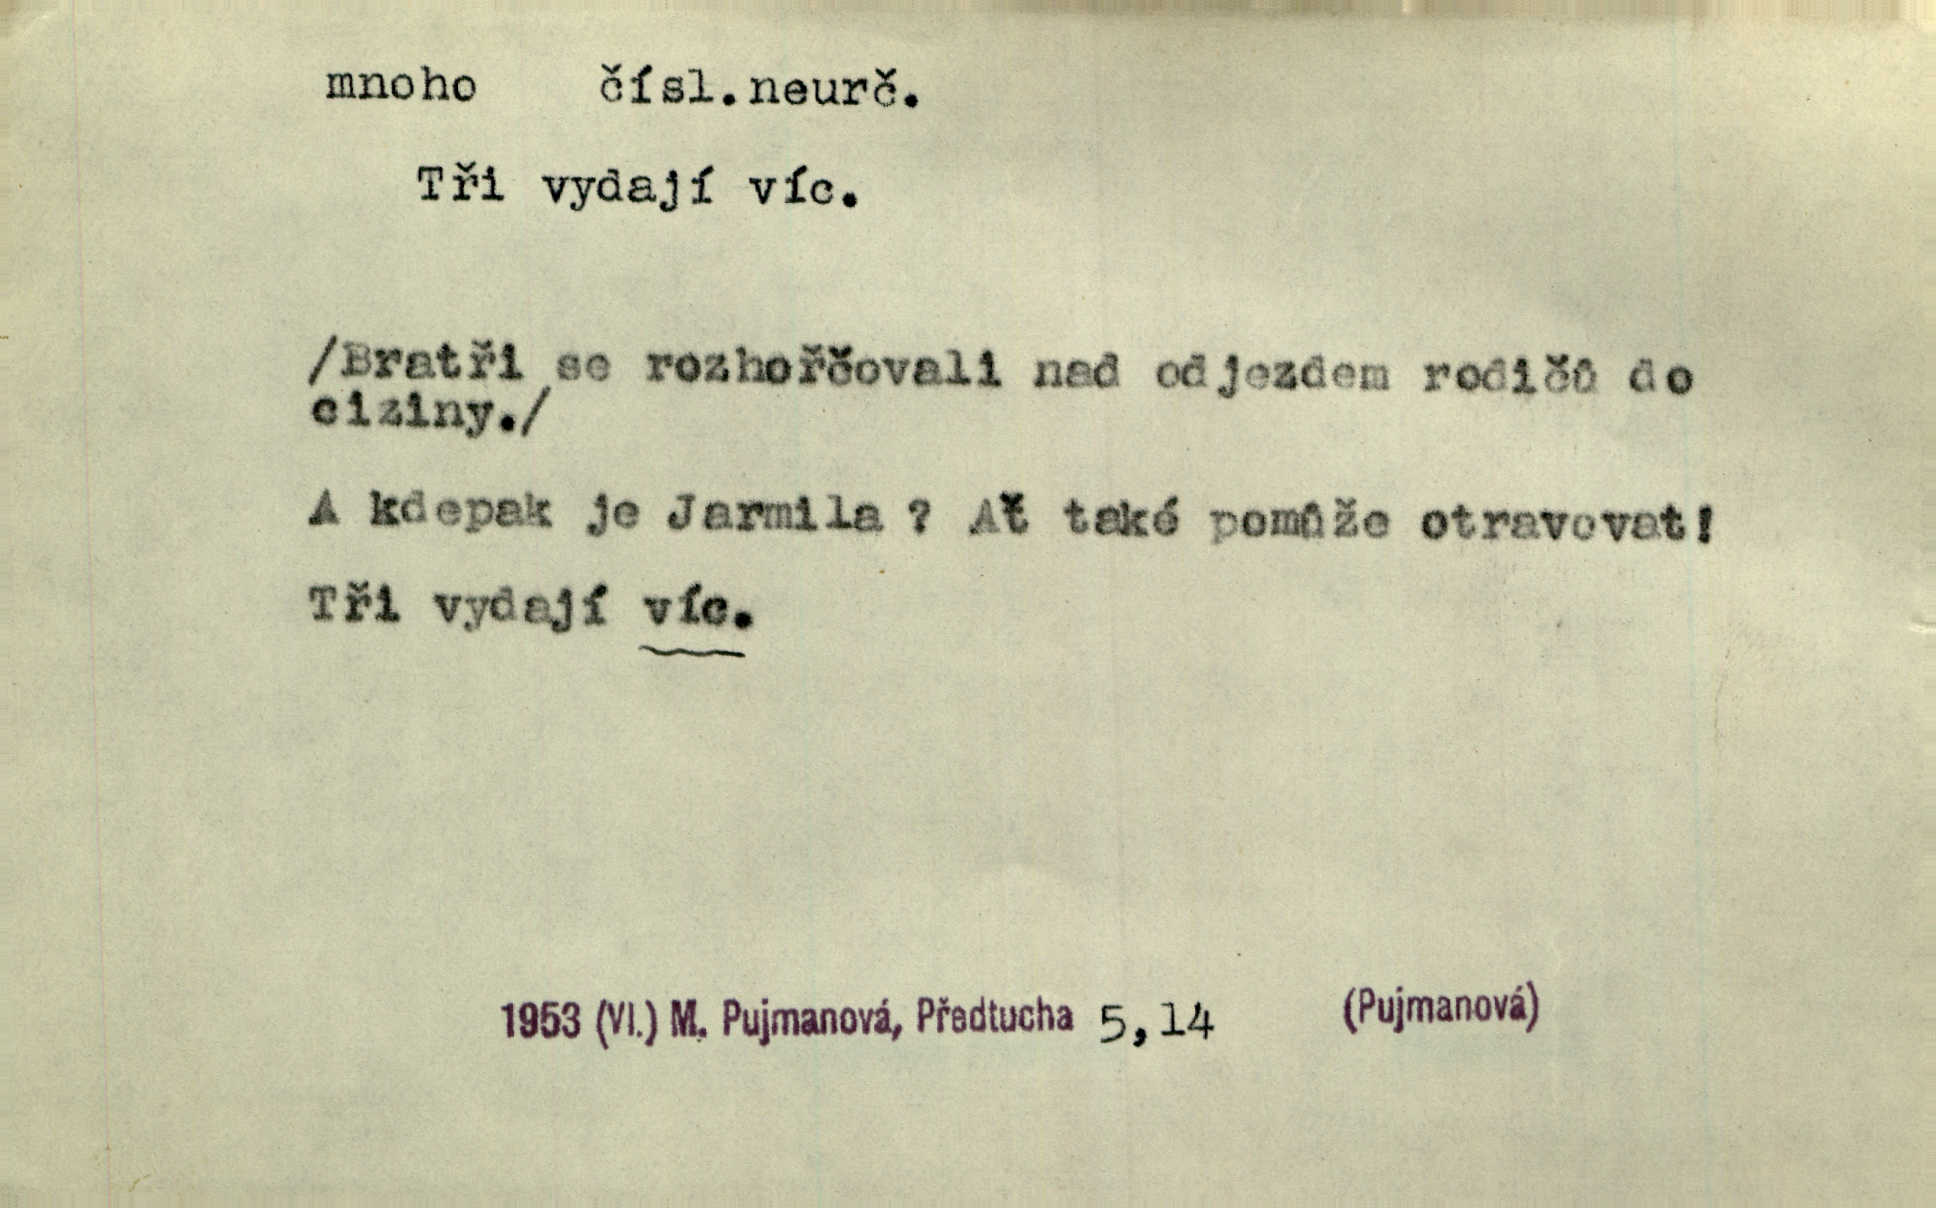 mnoho čísl.neurč.
Tři vydají víc.
/Bratři se rozhořčovali nad odjezdem rodičů do
ciziny./
A kdepak je Jarmila ? Ať také pomůže otravovat!
Tři vydají víc.
1953 (VI.) M. Pujmanová, Předtucha 5,14 (Pujmanová)